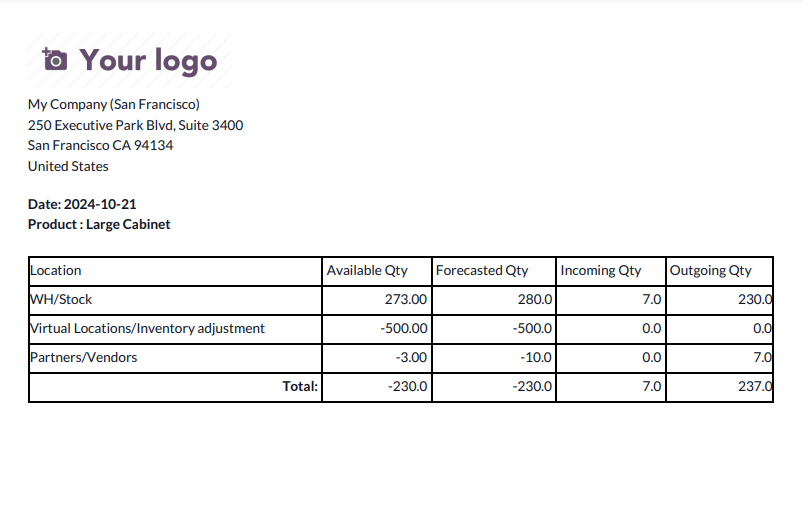 Your logo
My Company (San Francisco)
250 Executive Park Blvd, Suite 3400
San Francisco CA 94134
United States
Date: 2024-10-21
Product : Large Cabinet
Location Available Qty Forecasted Qty Incoming Qty Outgoing Qty
WH/Stock 273.00 280.0 7.0 230.0
Virtual Locations/Inventory adjustment -500.00 -500.0 0.0 0.0
Partners/Vendors -3.00 -10.0 0.0 7.0
Total: -230.0 -230.0 7.0 237.0